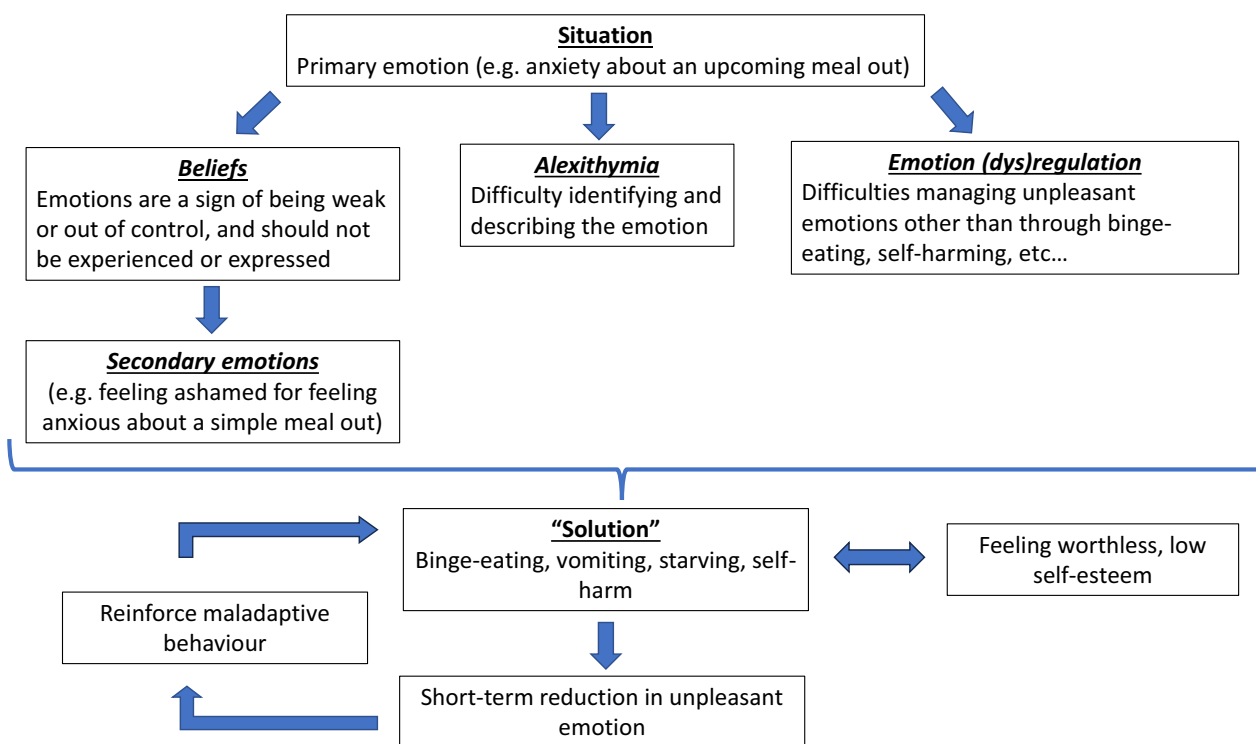 Situation
Primary emotion (e.g. anxiety about an upcoming meal out)
Beliefs
Emotions are a sign of being weak
or out of control, and should not
be experienced or expressed
Alexithymia
Difficulty identifying and
describing the emotion
Emotion (dys)regulation
Difficulties managing unpleasant
emotions other than through binge-
eating, self-harming, etc…
Secondary emotions
(e.g. feeling ashamed for feeling
anxious about a simple meal out)
“Solution”
Binge-eating, vomiting, starving, self-
harm
Feeling worthless, low
self-esteem
Reinforce maladaptive
behaviour
Short-term reduction in unpleasant
emotion